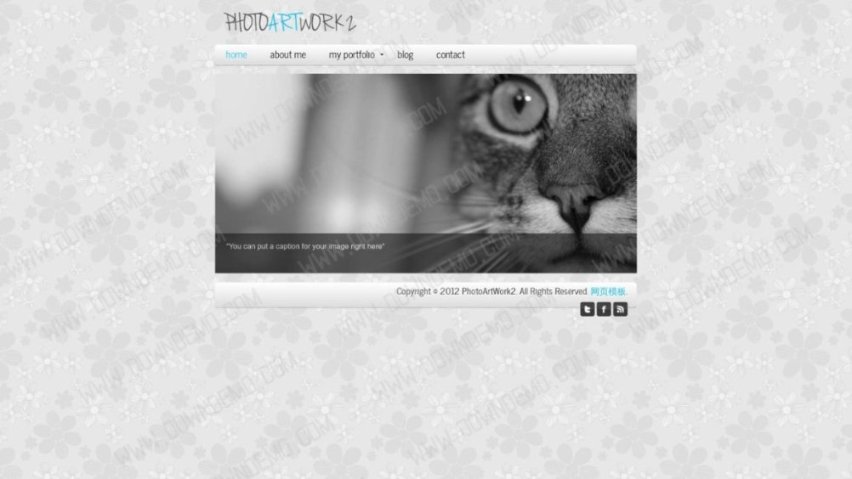 PHOTOARTWORK2
home about me my portfolio blog contact
"You can put a caption for your image right here"
Copyright © 2012 PhotoArtWork2. All Rights Reserved. 网页模板.
WWW.DOWNDEMO.COM